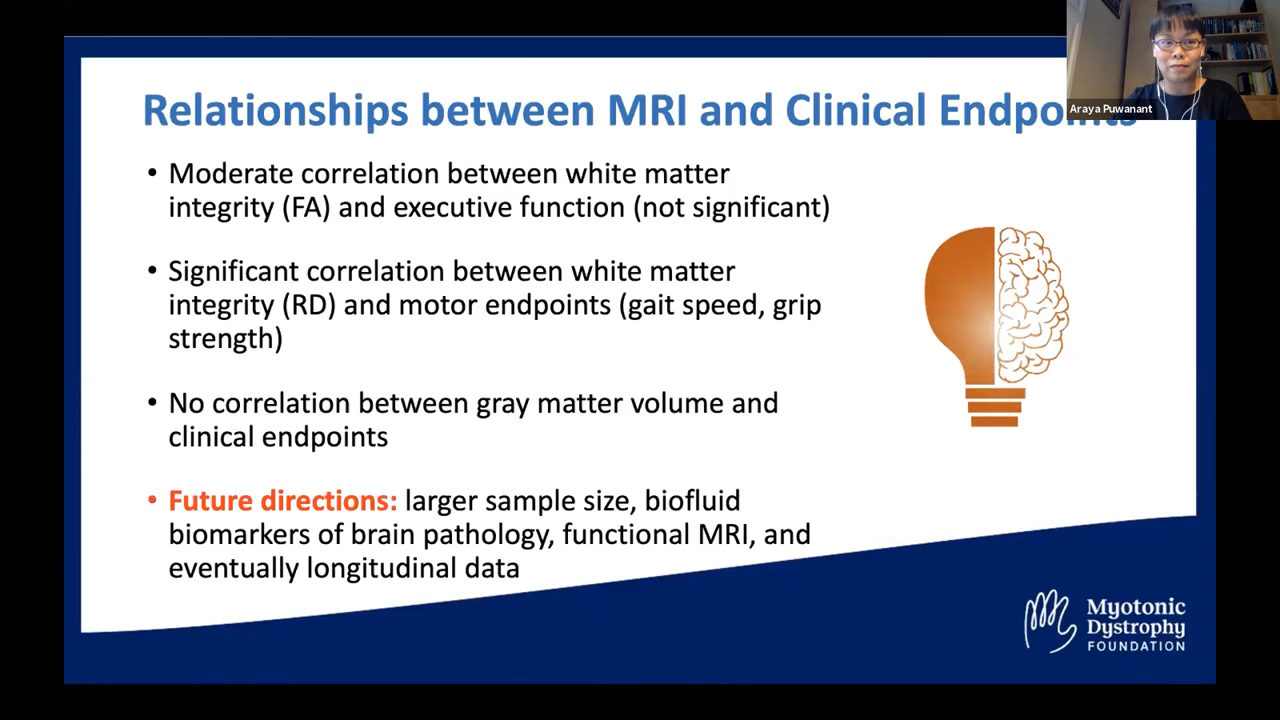 Relationships between MRI and Clinical Endpoints
Araya Puwanant
• Moderate correlation between white matter
integrity (FA) and executive function (not significant)
• Significant correlation between white matter
integrity (RD) and motor endpoints (gait speed, grip
strength)
• No correlation between gray matter volume and
clinical endpoints
• Future directions: larger sample size, biofluid
biomarkers of brain pathology, functional MRI, and
eventually longitudinal data
Myotonic
Dystrophy
FOUNDATION